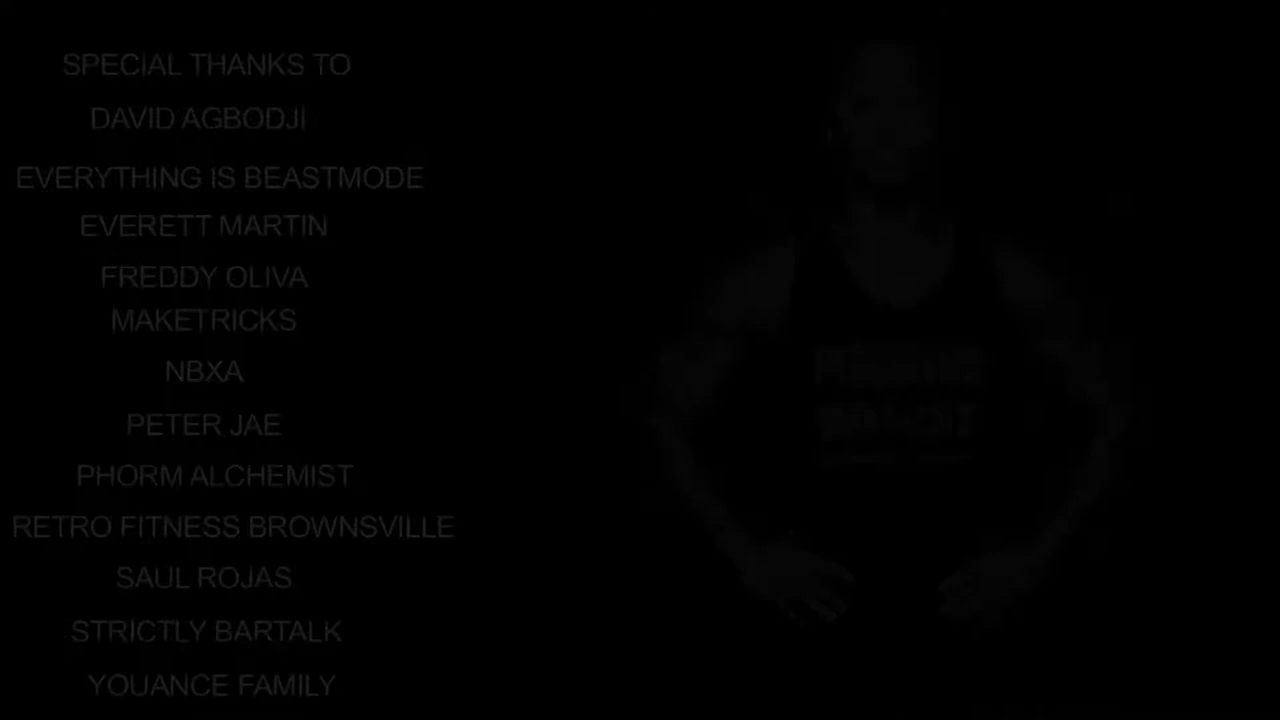 SPECIAL THANKS TO
DAVID AGBODJI
EVERYTHING IS BEASTMODE
EVERETT MARTIN
FREDDY OLIVA
MAKETRICKS
NBXA
PETER JAE
PHORM ALCHEMIST
RETRO FITNESS BROWNSVILLE
SAUL ROJAS
STRICTLY BARTALK
YOUANCE FAMILY